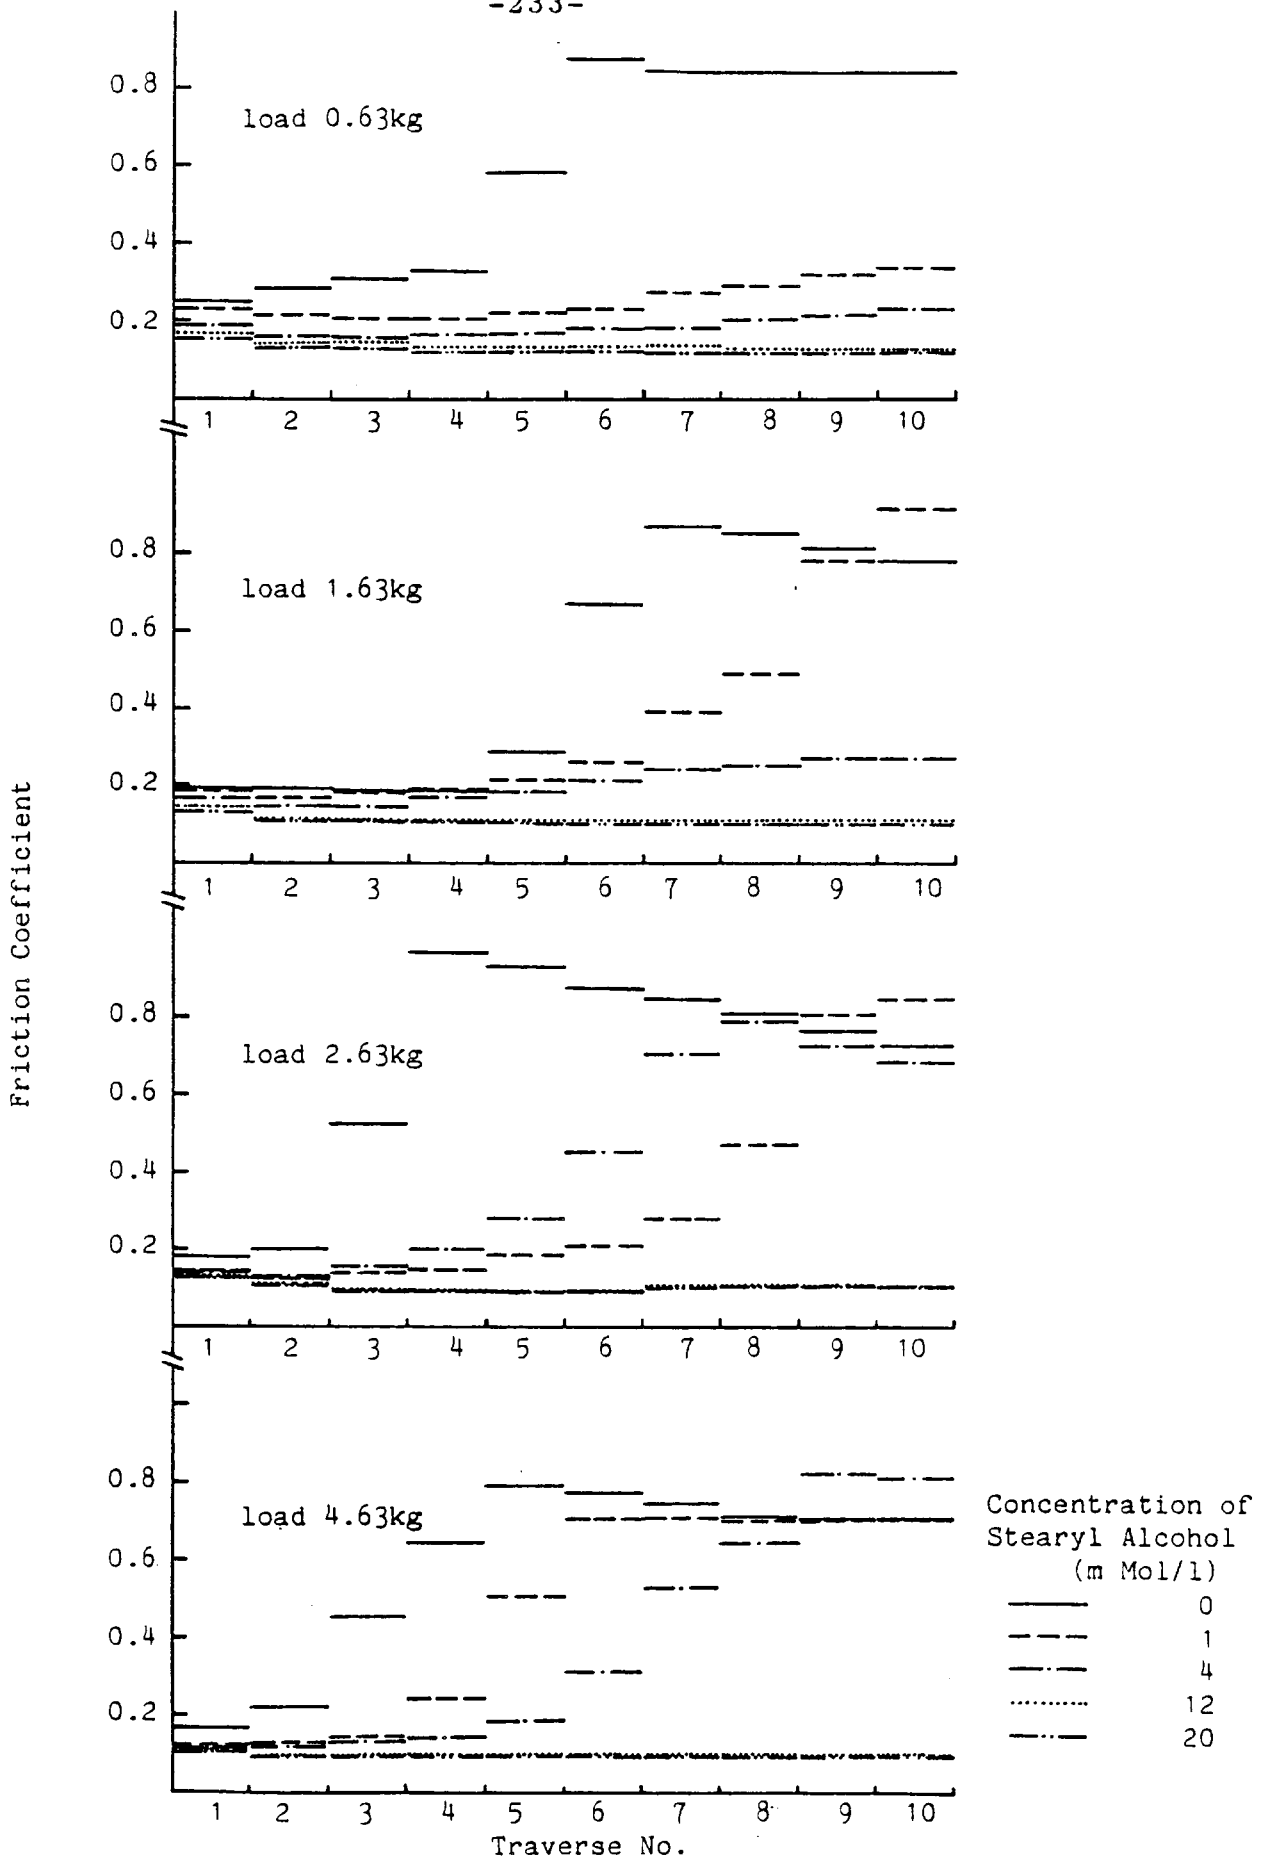 -233-
0.8
load 0.63kg
0.6
0.4
0.2
1 2 3 4 5 6 7 8 9 10
0.8
load 1.63kg
0.6
0.4
0.2
1 2 3 4 5 6 7 8 9 10
Friction Coefficient
0.8
load 2.63kg
0.6
0.4
0.2
1 2 3 4 5 6 7 8 9 10
0.8
load 4.63kg
0.6
0.4
0.2
1 2 3 4 5 6 7 8 9 10
Traverse No.
Concentration of
Stearyl Alcohol
(m Mol/l)
0
1
4
12
20